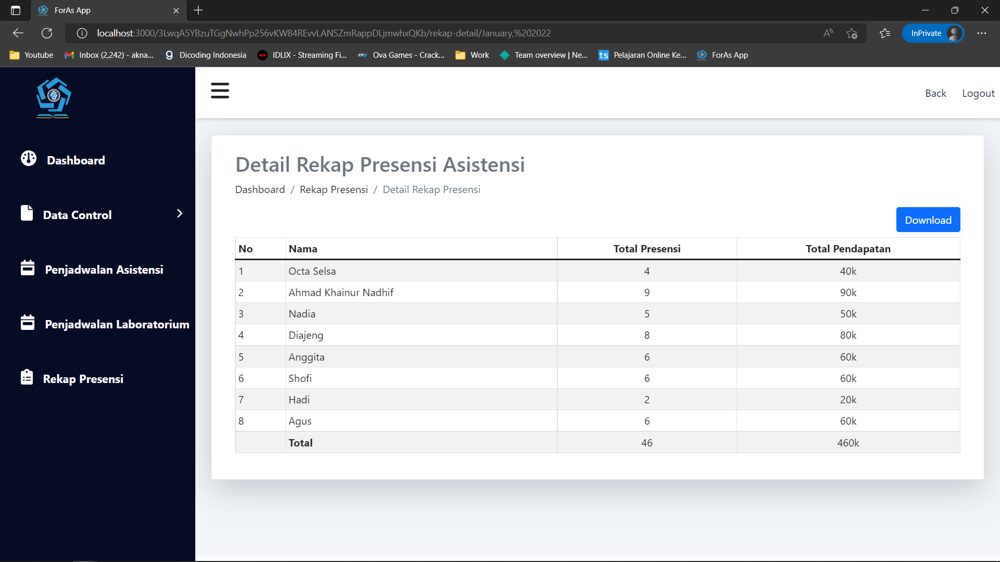 ForAs App
localhost:3000/3LwqA5YBzuTGgNwhPp256vKW84REvvLANSZmRappDLjmwhxQKb/rekap-detail/January,%202022
InPrivate
Youtube
Inbox (2,242) - akna...
Dicoding Indonesia
IDLIX - Streaming Fi...
Ova Games - Crack...
Work
Team overview | Ne...
Pelajaran Online Ke...
ForAs App
Back
Logout
Dashboard
Data Control
Penjadwalan Asistensi
Penjadwalan Laboratorium
Rekap Presensi
Detail Rekap Presensi Asistensi
Dashboard / Rekap Presensi / Detail Rekap Presensi
Download
No Nama Total Presensi Total Pendapatan
1 Octa Selsa 4 40k
2 Ahmad Khainur Nadhif 9 90k
3 Nadia 5 50k
4 Diajeng 8 80k
5 Anggita 6 60k
6 Shofi 6 60k
7 Hadi 2 20k
8 Agus 6 60k
Total 46 460k